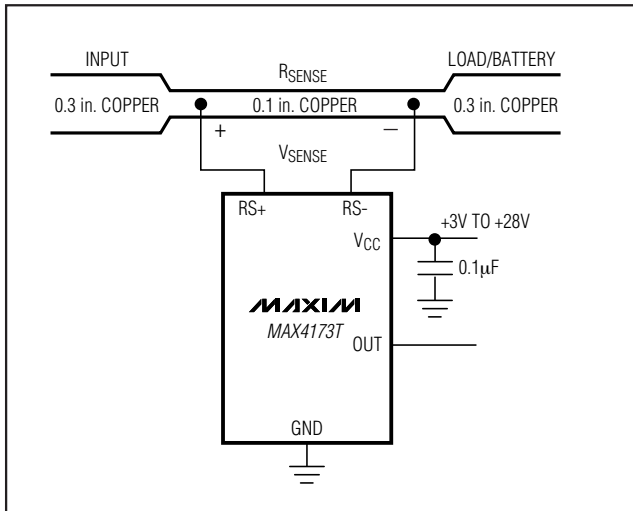 INPUT
RSENSE
LOAD/BATTERY
0.3 in. COPPER
0.1 in. COPPER
0.3 in. COPPER
+
−
VSENSE
RS+
RS-
+3V TO +28V
VCC
0.1μF
MAXIM
MAX4173T
OUT
GND